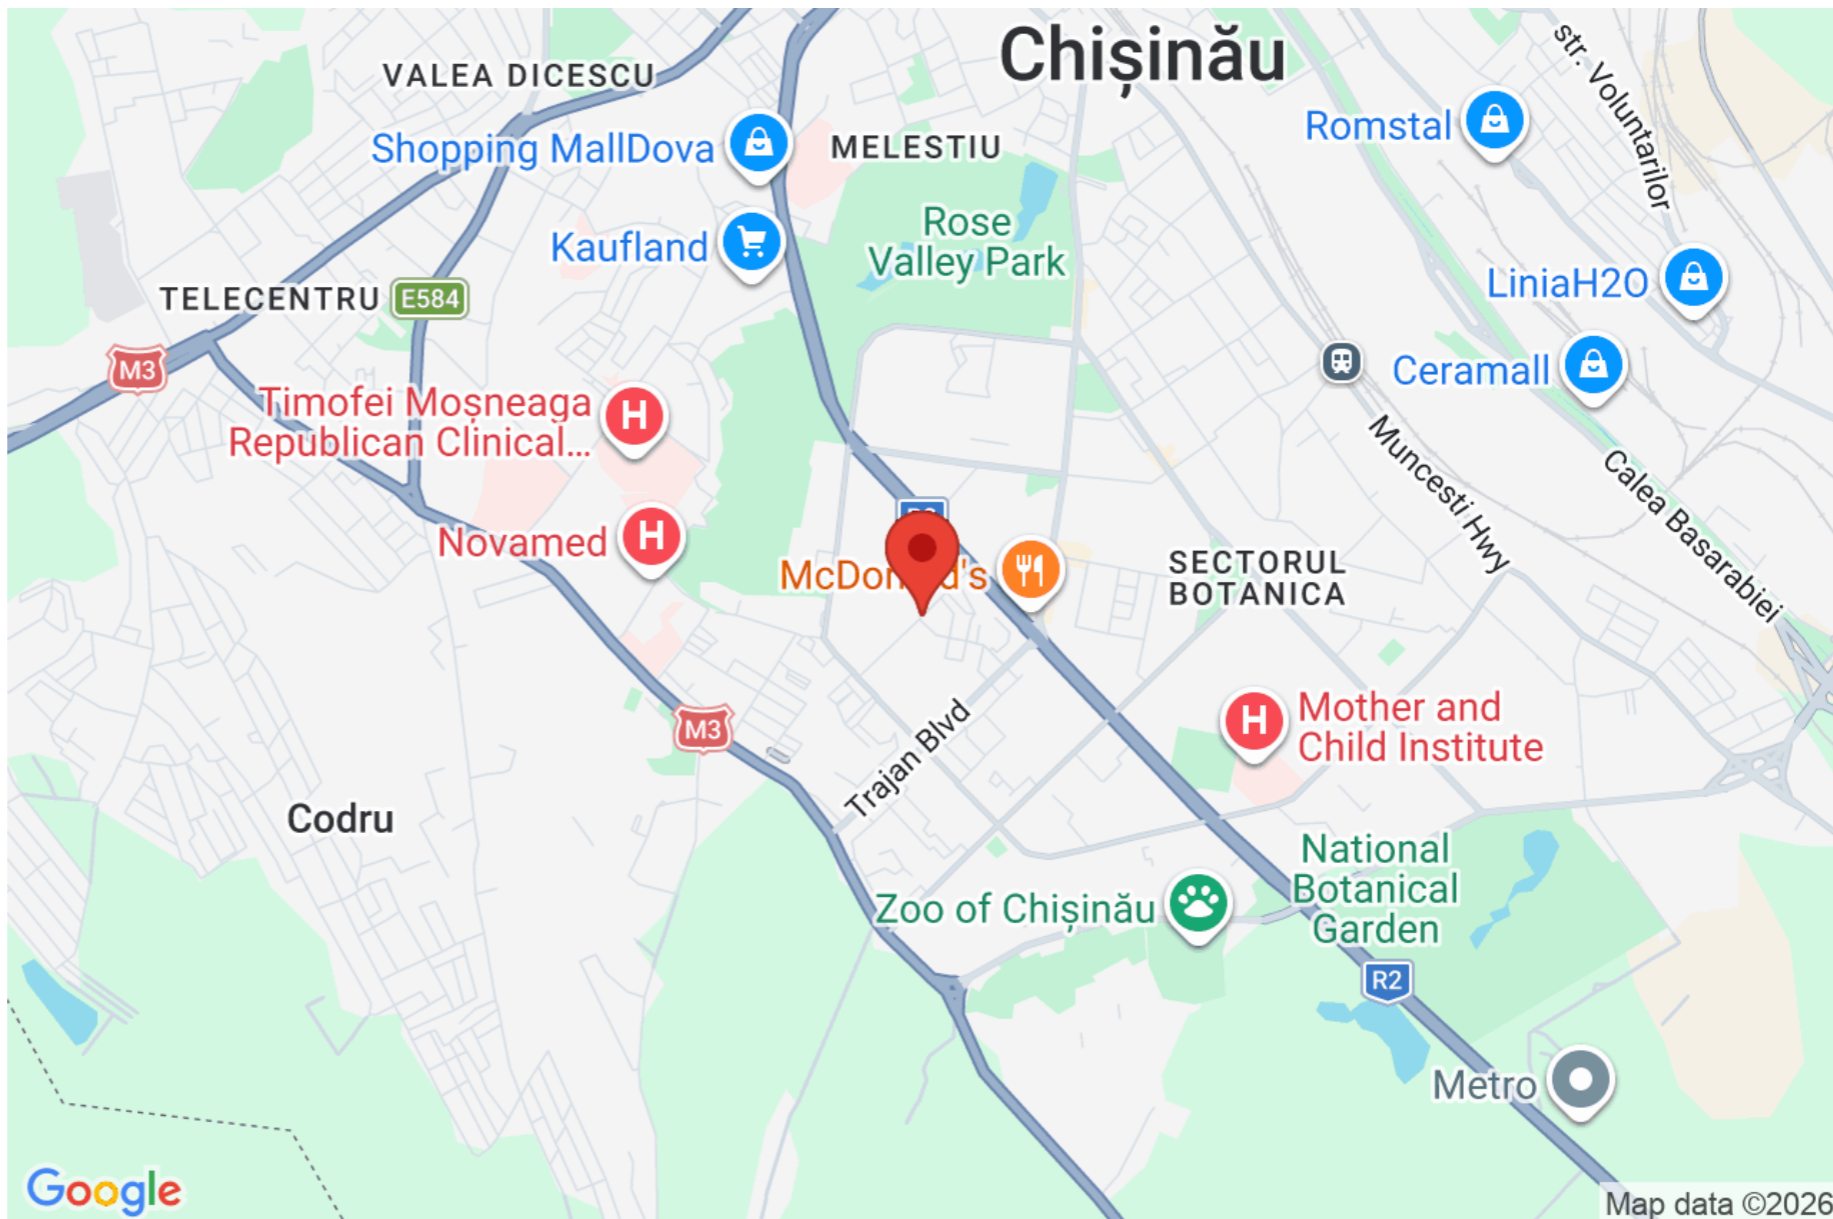 Chișinău
str. Voluntarilor
VALEA DICESCU
Romstal
Shopping MallDova
MELESTIU
Rose
Valley Park
Kaufland
LiniaH2O
TELECENTRU
E584
M3
Ceramall
Timofei Moșneaga
Republican Clinical...
H
Muncesti Hwy
Calea Basarabiei
Novamed
H
McDonald's
SECTORUL
BOTANICA
M3
Trajan Blvd
H
Mother and
Child Institute
Codru
National
Botanical
Garden
Zoo of Chișinău
R2
Metro
Google
Map data ©2026